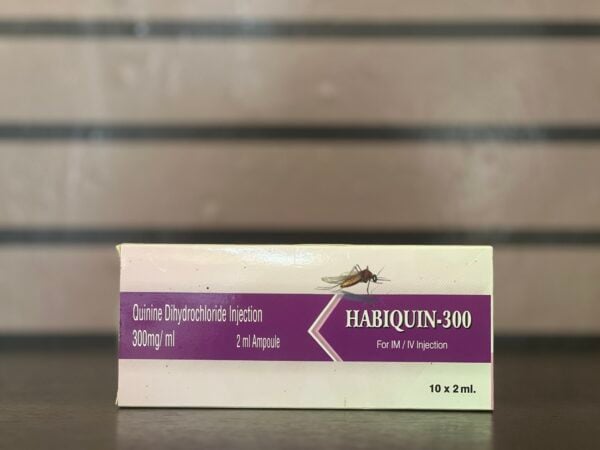 Quinine Dihydrochloride Injection
300mg/ ml
2 ml Ampoule
HABIQUIN-300
For IM / IV Injection
10 x 2 ml.